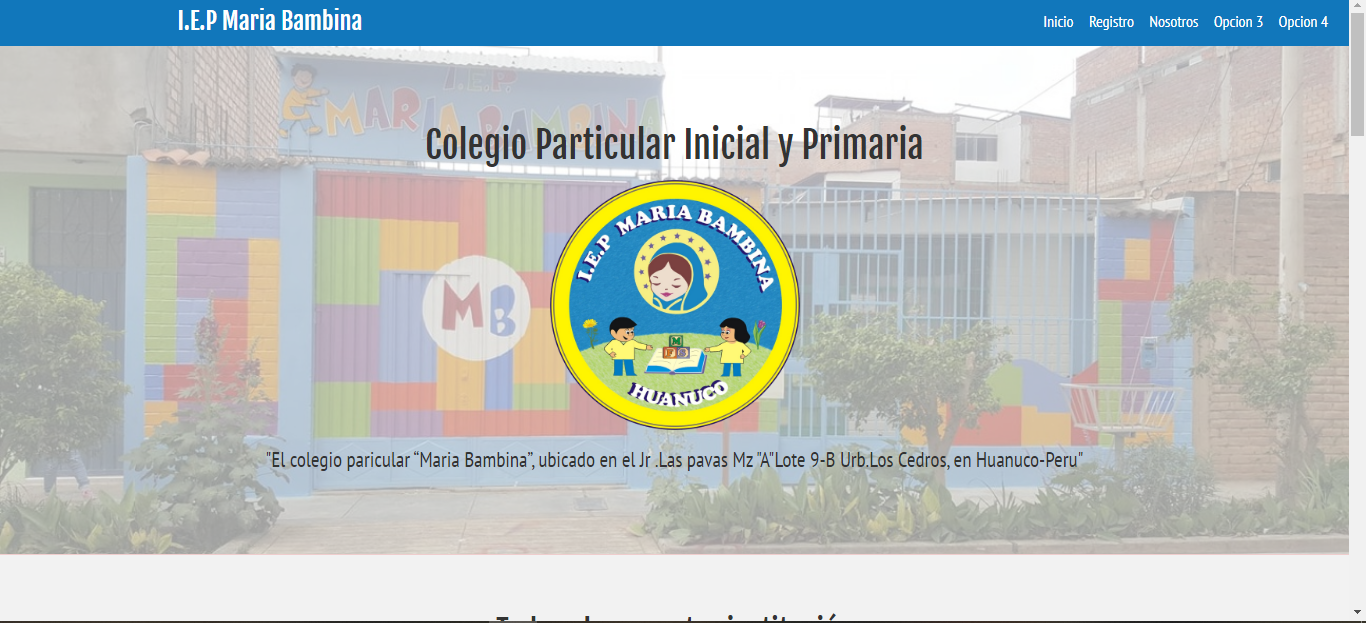 I.E.P Maria Bambina
Inicio Registro Nosotros Opcion 3 Opcion 4
I.E.P.
MARIA BAMBINA
Colegio Particular Inicial y Primaria
I.E.P MARIA BAMBINA
MB
M
B
HUANUCO
"El colegio paricular “Maria Bambina”, ubicado en el Jr .Las pavas Mz "A"Lote 9-B Urb.Los Cedros, en Huanuco-Peru"